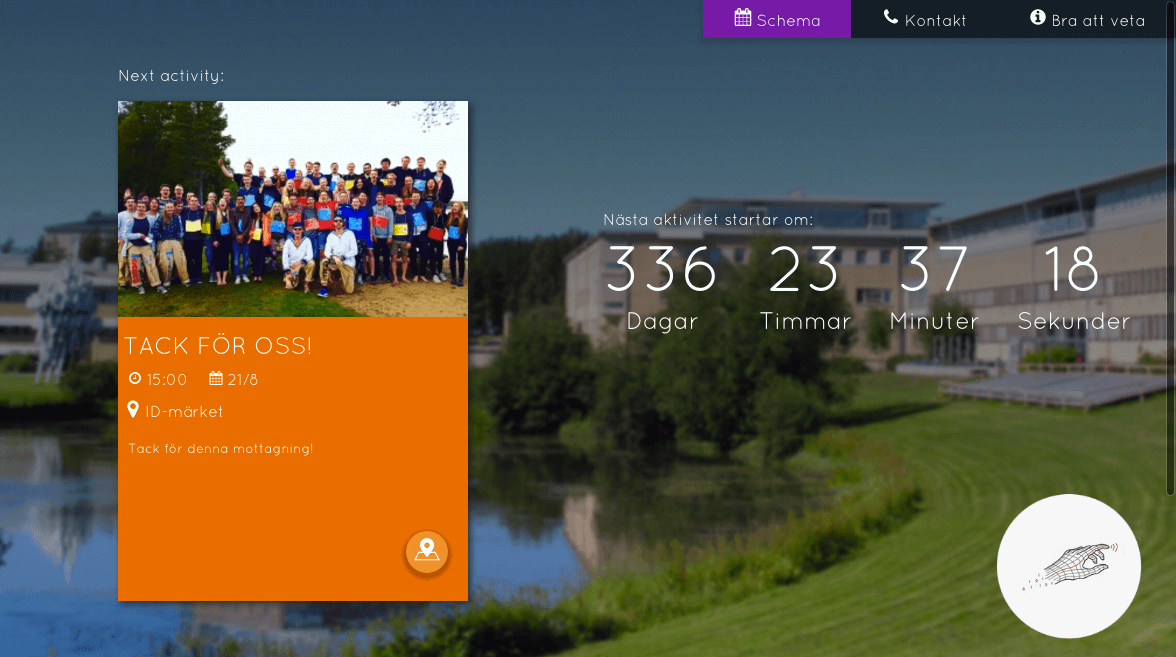 Schema
Kontakt
Bra att veta
Next activity:
TACK FÖR OSS!
15:00
21/8
ID-märket
Tack för denna mottagning!
Nästa aktivitet startar om:
336 23 37 18
Dagar Timmar Minuter Sekunder